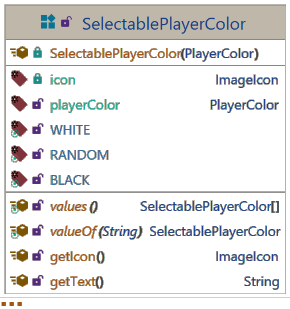 SelectablePlayerColor
SelectablePlayerColor(PlayerColor)
icon ImageIcon
playerColor PlayerColor
WHITE
RANDOM
BLACK
values() SelectablePlayerColor[]
valueOf(String) SelectablePlayerColor
getIcon() ImageIcon
getText() String